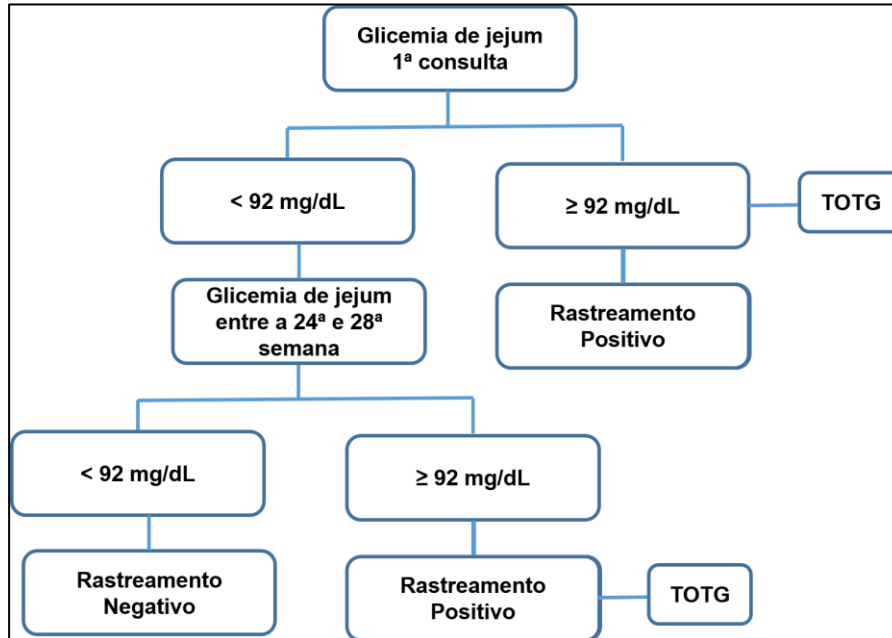 Glicemia de jejum
1ª consulta
< 92 mg/dL
≥ 92 mg/dL
TOTG
Glicemia de jejum
entre a 24ª e 28ª
semana
Rastreamento
Positivo
< 92 mg/dL
≥ 92 mg/dL
Rastreamento
Negativo
Rastreamento
Positivo
TOTG